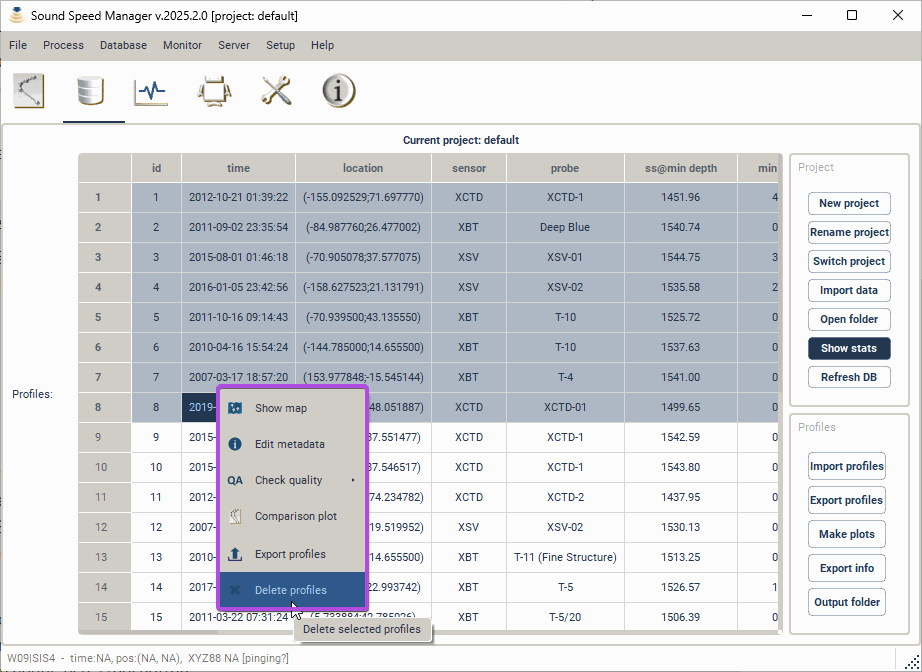 Sound Speed Manager v.2025.2.0 [project: default]
File Process Database Monitor Server Setup Help
Current project: default
id time location sensor probe ss@min depth min
1 1 2012-10-21 01:39:22 (-155.092529;71.697770) XCTD XCTD-1 1451.96 4
2 2 2011-09-02 23:35:54 (-84.987760;26.477002) XBT Deep Blue 1540.74 0
3 3 2015-08-01 01:46:18 (-70.905078;37.577075) XSV XSV-01 1544.75 3
4 4 2016-01-05 23:42:56 (-158.627523;21.131791) XSV XSV-02 1535.58 2
5 5 2011-10-16 09:14:43 (-70.939500;43.135550) XBT T-10 1525.72 0
6 6 2010-04-16 15:54:24 (-144.785000;14.655500) XBT T-10 1537.63 0
7 7 2007-03-17 18:57:20 (153.977848;-15.545144) XBT T-4 1541.00 0
8 8 2019- 48.051887) XCTD XCTD-01 1499.65 0
9 9 2015- 37.551477) XCTD XCTD-1 1542.59 0
10 10 2015- 37.546517) XCTD XCTD-1 1543.80 0
11 11 2012- 74.234782) XCTD XCTD-2 1437.95 0
12 12 2007- 19.519952) XSV XSV-02 1530.13 0
13 13 2010- 14.655500) XBT T-11 (Fine Structure) 1513.25 0
14 14 2017- 22.993742) XBT T-5 1526.57 1
15 15 2011-03-22 07:31:24 XBT T-5/20 1506.39 0
Profiles:
Show map
Edit metadata
QA Check quality
Comparison plot
Export profiles
Delete profiles
Delete selected profiles
Project
New project
Rename project
Switch project
Import data
Open folder
Show stats
Refresh DB
Profiles
Import profiles
Export profiles
Make plots
Export info
Output folder
W09|SIS4 - time:NA, pos:(NA, NA), XYZ88 NA [pinging?]